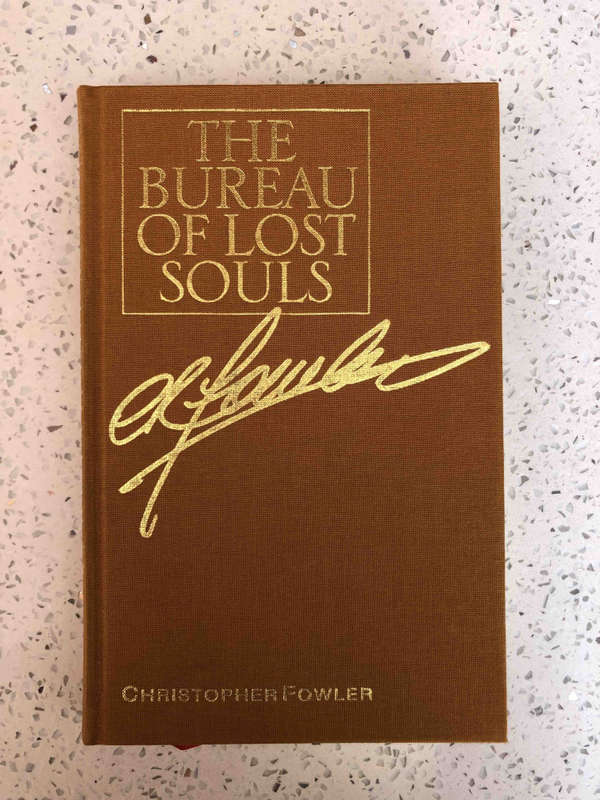 THE
BUREAU
OF LOST
SOULS
CHRISTOPHER FOWLER